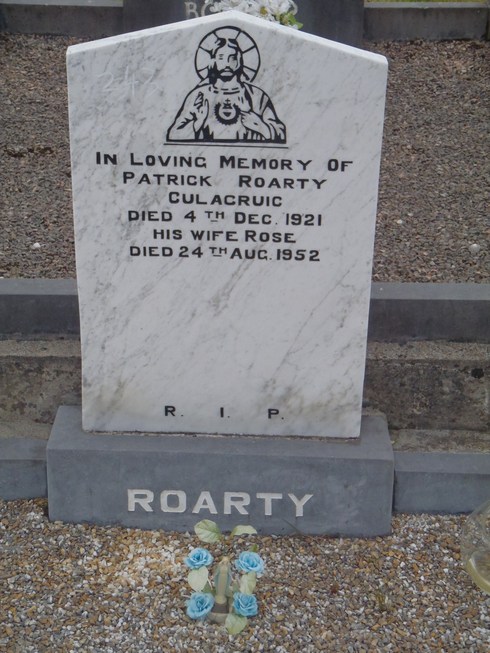 IN LOVING MEMORY OF
PATRICK ROARTY
CULACRUIC
DIED 4TH DEC. 1921
HIS WIFE ROSE
DIED 24TH AUG. 1952
R. I. P.
ROARTY